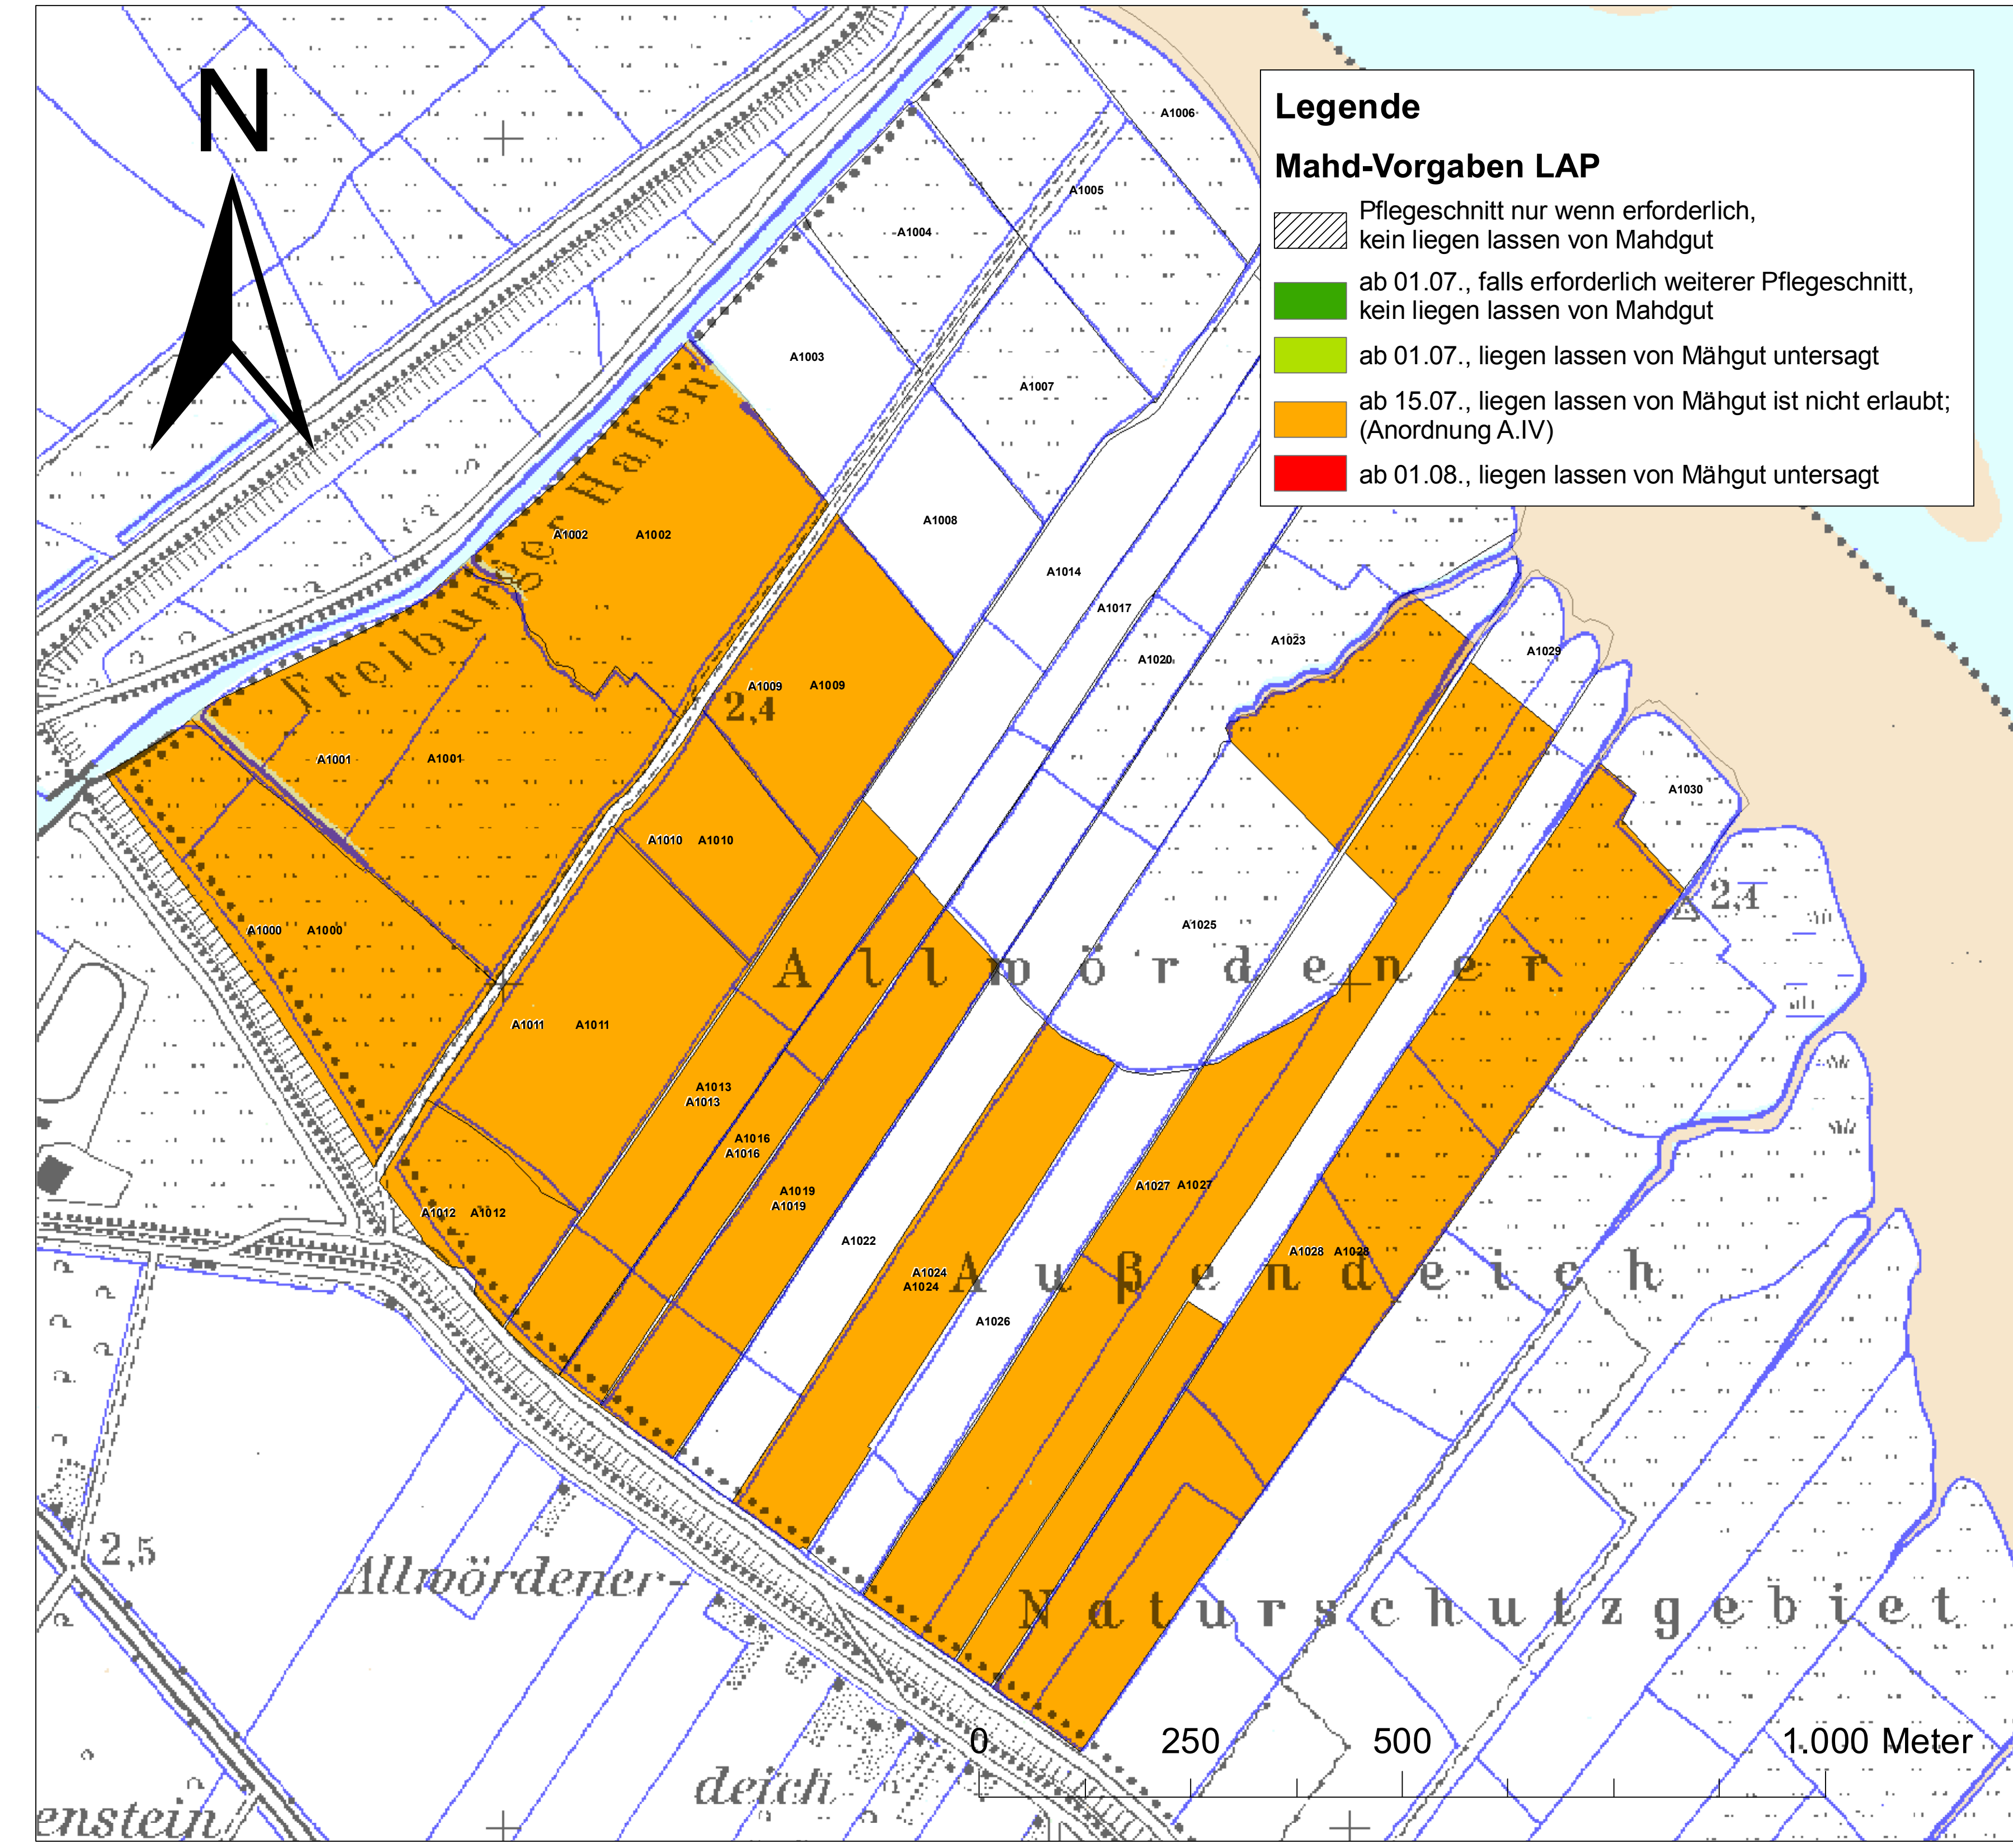 N
Legende
Mahd-Vorgaben LAP
Pflegeschnitt nur wenn erforderlich,
kein liegen lassen von Mahdgut
ab 01.07., falls erforderlich weiterer Pflegeschnitt,
kein liegen lassen von Mahdgut
ab 01.07., liegen lassen von Mähgut untersagt
ab 15.07., liegen lassen von Mähgut ist nicht erlaubt;
(Anordnung A.IV)
ab 01.08., liegen lassen von Mähgut untersagt
A1006
A1005
A1004
A1003
A1007
Freiburger Hafen
A1002 A1002
A1008
A1014
A1017
A1023
A1029
A1020
A1009 A1009
2,4
A1001 A1001
A1030
A1010 A1010
2,4
A1000 A1000
A1025
Allwördener
A1011 A1011
A1013
A1013
A1016
A1016
A1027 A1027
A1019
A1019
A1012 A1012
A1022
A1028 A1028
A1024
A1024
Außendeich
A1026
2,5
Allwördener-
Naturschutzgebiet
0 250 500 1.000 Meter
deich
enstein